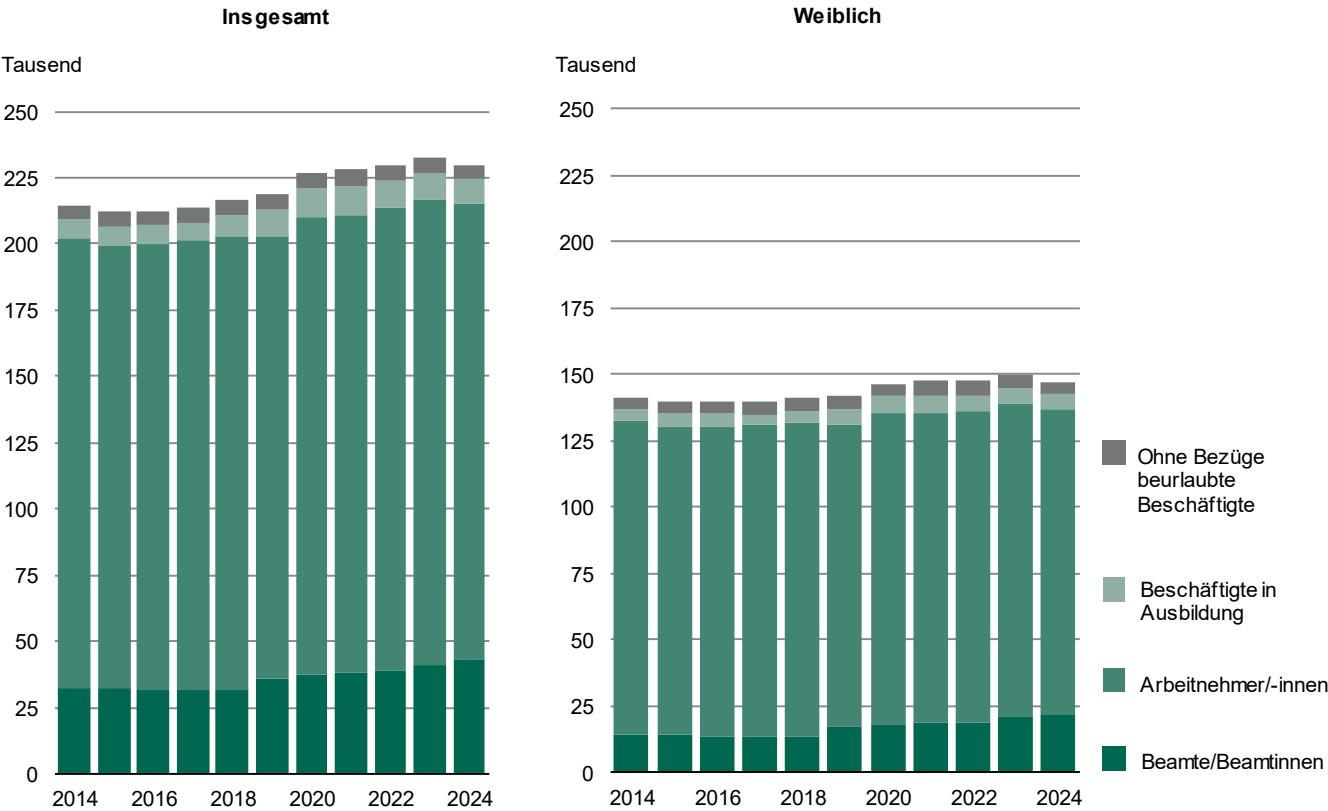 Insgesamt
Tausend
250
225
200
175
150
125
100
75
50
25
0
2014 2016 2018 2020 2022 2024
Weiblich
Tausend
250
225
200
175
150
125
100
75
50
25
0
2014 2016 2018 2020 2022 2024
Ohne Bezüge
beurlaubte
Beschäftigte
Beschäftigte in
Ausbildung
Arbeitnehmer/-innen
Beamte/Beamtinnen